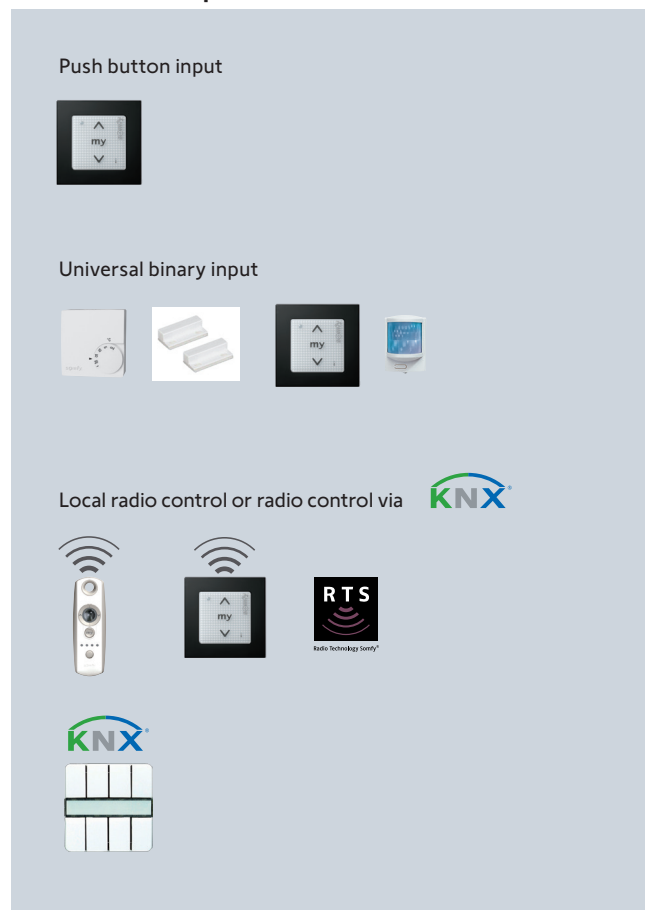 Push button input
my
Universal binary input
somfy
my
Local radio control or radio control via KNX®
my
RTS
Radio Technology Somfy®
KNX®